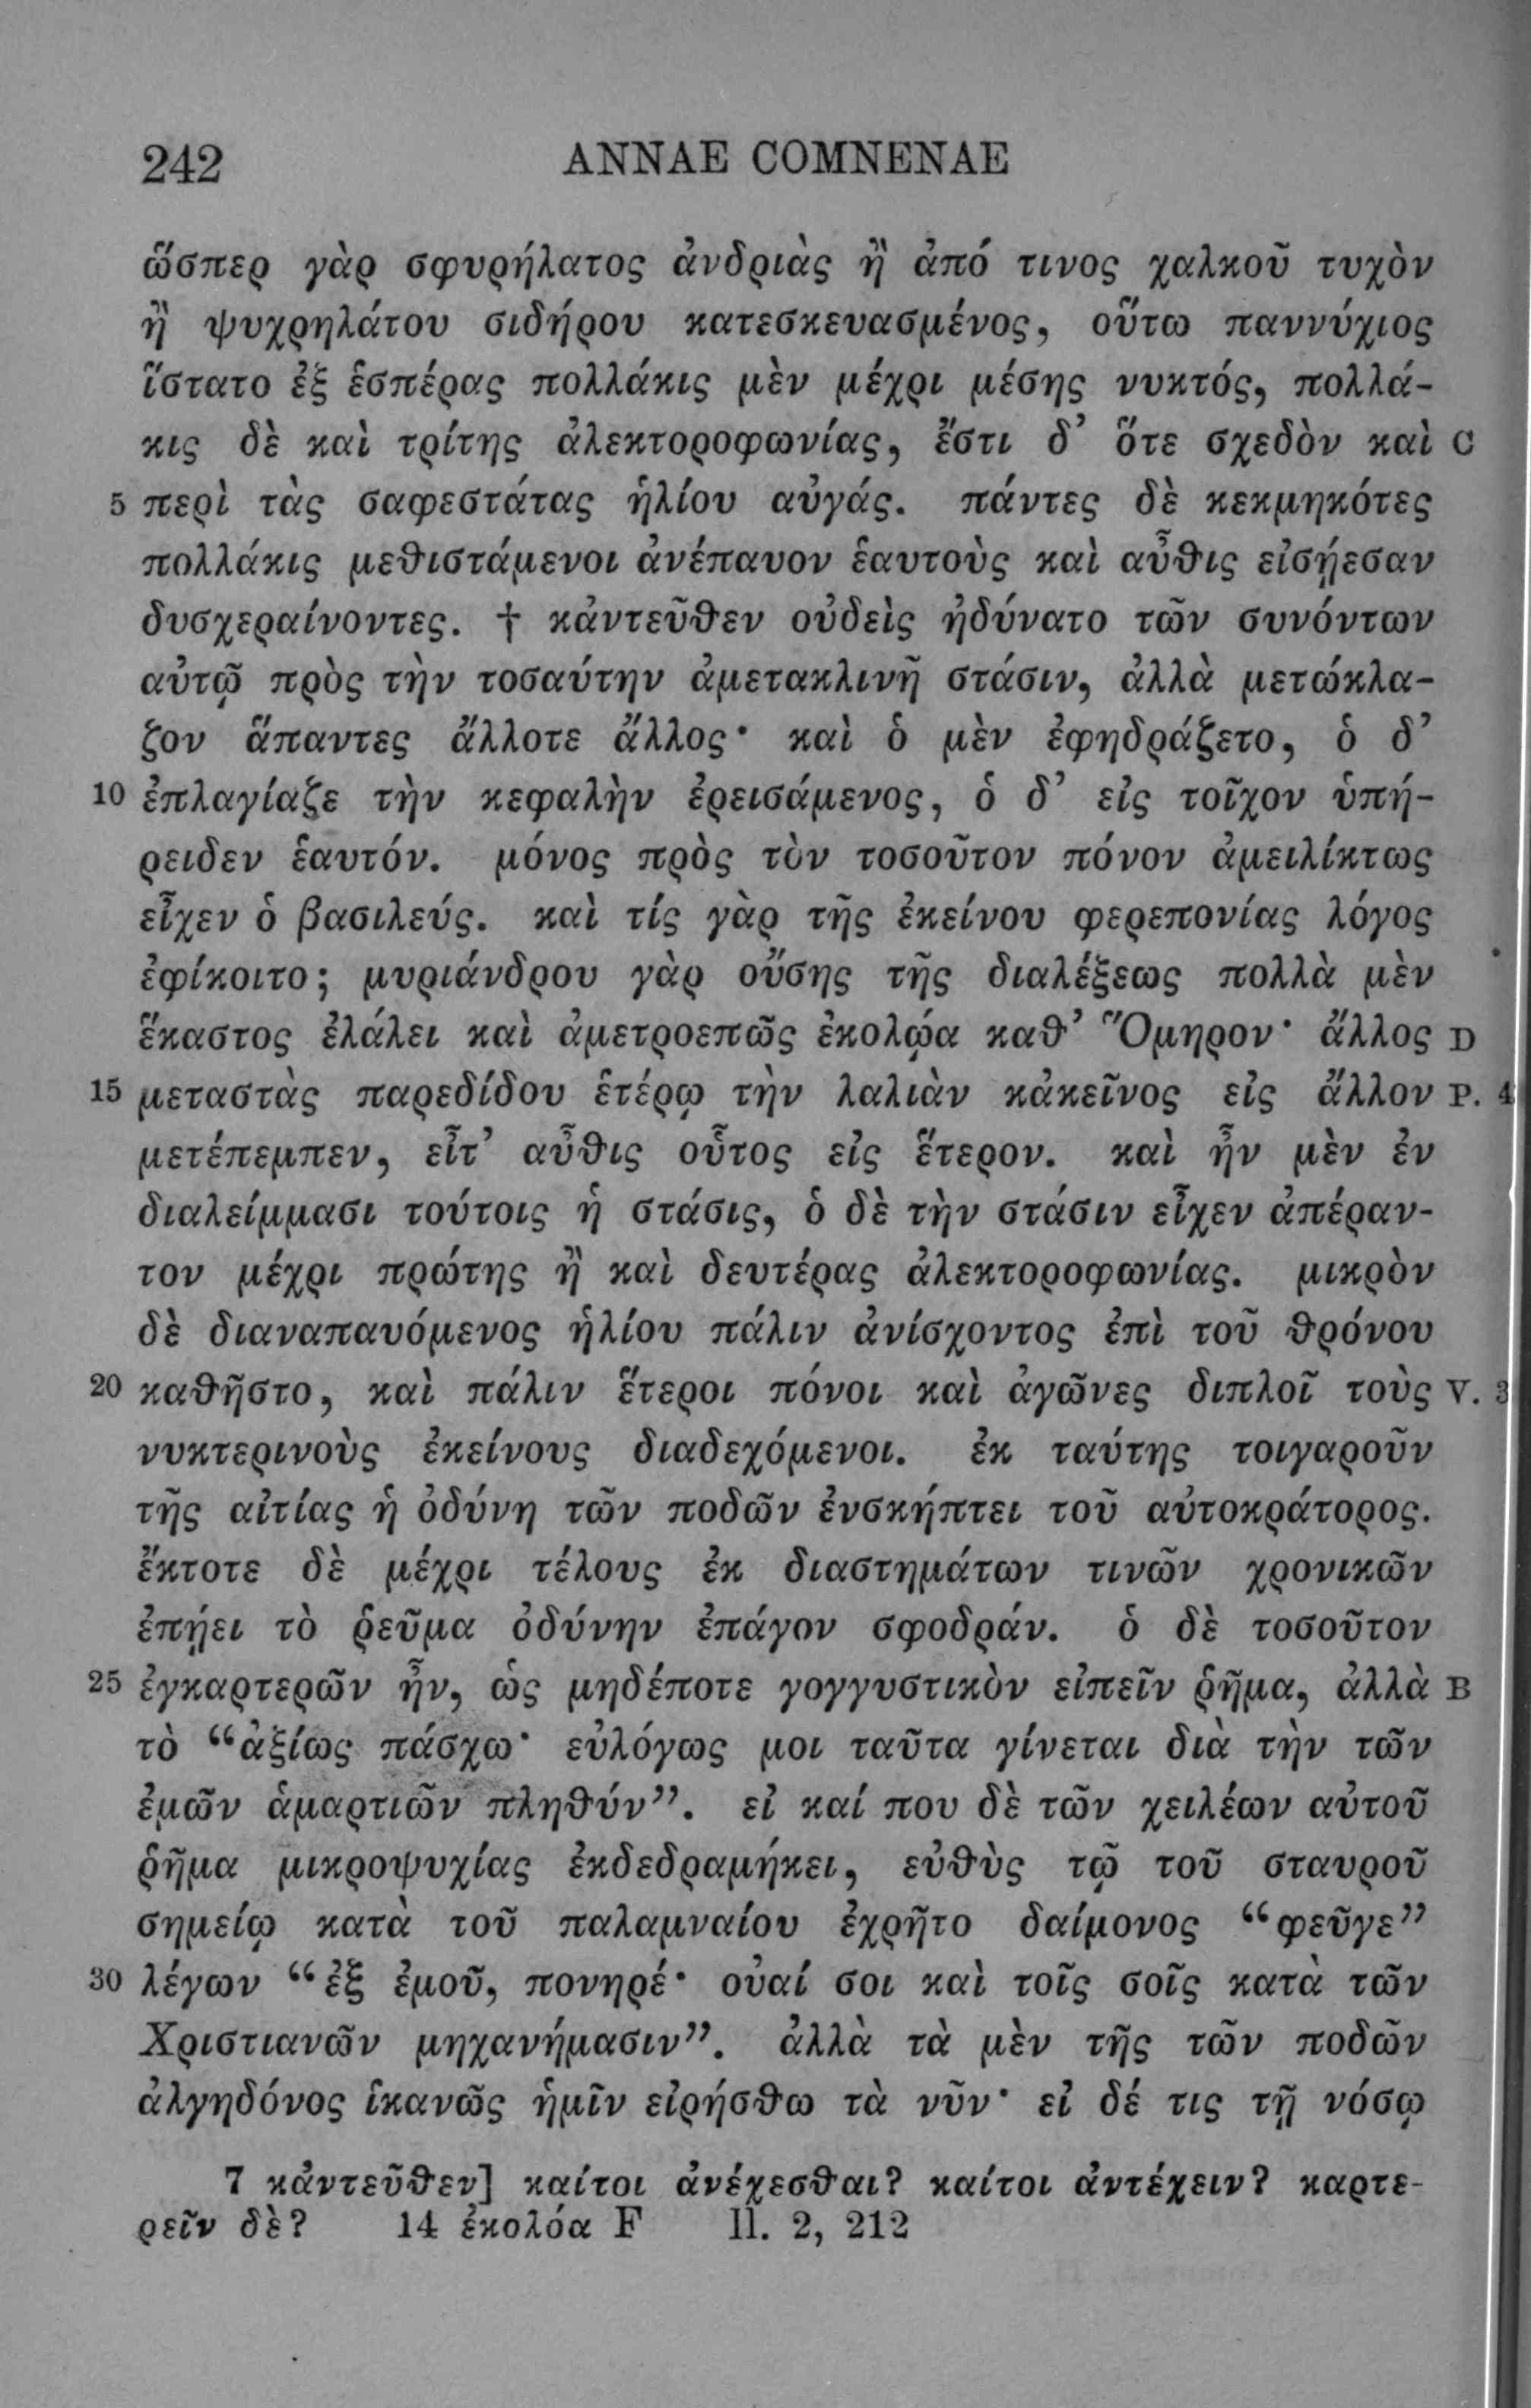 242 ANNAE COMNENAE
ὥσπερ γὰρ σφυρήλατος ἀνδριὰς ἢ ἀπό τινος χαλκοῦ τυχὸν
ἢ ψυχρηλάτου σιδήρου κατεσκευασμένος, οὕτω παννύχιος
ἵστατο ἐξ ἑσπέρας πολλάκις μὲν μέχρι μέσης νυκτός, πολλά-
κις δὲ καὶ τρίτης ἀλεκτοροφωνίας, ἔστι δ’ ὅτε σχεδὸν καὶ C
5 περὶ τὰς σαφεστάτας ἡλίου αὐγάς. πάντες δὲ κεκμηκότες
πολλάκις μεθιστάμενοι ἀνέπαυον ἑαυτοὺς καὶ αὖθις εἰσῄεσαν
δυσχεραίνοντες. † κἀντεῦθεν οὐδεὶς ἠδύνατο τῶν συνόντων
αὐτῷ πρὸς τὴν τοσαύτην ἀμετακλινῆ στάσιν, ἀλλὰ μετώκλα-
ζον ἅπαντες ἄλλοτε ἄλλος· καὶ ὁ μὲν ἐφηδράζετο, ὁ δ’
10 ἐπλαγίαζε τὴν κεφαλὴν ἐρεισάμενος, ὁ δ’ εἰς τοῖχον ὑπή-
ρειδεν ἑαυτόν. μόνος πρὸς τὸν τοσοῦτον πόνον ἀμειλίκτως
εἶχεν ὁ βασιλεύς. καὶ τίς γὰρ τῆς ἐκείνου φερεπονίας λόγος
ἐφίκοιτο; μυριάνδρου γὰρ οὔσης τῆς διαλέξεως πολλὰ μὲν
ἕκαστος ἐλάλει καὶ ἀμετροεπῶς ἐκολῴα καθ’ Ὅμηρον· ἄλλος D
15 μεταστὰς παρεδίδου ἑτέρῳ τὴν λαλιὰν κἀκεῖνος εἰς ἄλλον P. 4
μετέπεμπεν, εἶτ’ αὖθις οὗτος εἰς ἕτερον. καὶ ἦν μὲν ἐν
διαλείμμασι τούτοις ἡ στάσις, ὁ δὲ τὴν στάσιν εἶχεν ἀπέραν-
τον μέχρι πρώτης ἢ καὶ δευτέρας ἀλεκτοροφωνίας. μικρὸν
δὲ διαναπαυόμενος ἡλίου πάλιν ἀνίσχοντος ἐπὶ τοῦ θρόνου
20 καθῆστο, καὶ πάλιν ἕτεροι πόνοι καὶ ἀγῶνες διπλοῖ τοὺς V. 3
νυκτερινοὺς ἐκείνους διαδεχόμενοι. ἐκ ταύτης τοιγαροῦν
τῆς αἰτίας ἡ ὀδύνη τῶν ποδῶν ἐνσκήπτει τοῦ αὐτοκράτορος.
ἔκτοτε δὲ μέχρι τέλους ἐκ διαστημάτων τινῶν χρονικῶν
ἐπῄει τὸ ῥεῦμα ὀδύνην ἐπάγον σφοδράν. ὁ δὲ τοσοῦτον
25 ἐγκαρτερῶν ἦν, ὡς μηδέποτε γογγυστικὸν εἰπεῖν ῥῆμα, ἀλλὰ B
τὸ “ἀξίως πάσχω· εὐλόγως μοι ταῦτα γίνεται διὰ τὴν τῶν
ἐμῶν ἁμαρτιῶν πληθύν”. εἰ καί που δὲ τῶν χειλέων αὐτοῦ
ῥῆμα μικροψυχίας ἐκδεδραμήκει, εὐθὺς τῷ τοῦ σταυροῦ
σημείῳ κατὰ τοῦ παλαμναίου ἐχρῆτο δαίμονος “φεῦγε”
30 λέγων “ἐξ ἐμοῦ, πονηρέ· οὐαί σοι καὶ τοῖς σοῖς κατὰ τῶν
Χριστιανῶν μηχανήμασιν”. ἀλλὰ τὰ μὲν τῆς τῶν ποδῶν
ἀλγηδόνος ἱκανῶς ἡμῖν εἰρήσθω τὰ νῦν· εἰ δέ τις τῇ νόσῳ
7 κἀντεῦθεν] καίτοι ἀνέχεσθαι? καίτοι ἀντέχειν? καρτε-
ρεῖν δὲ? 14 ἐκολόα F Il. 2, 212